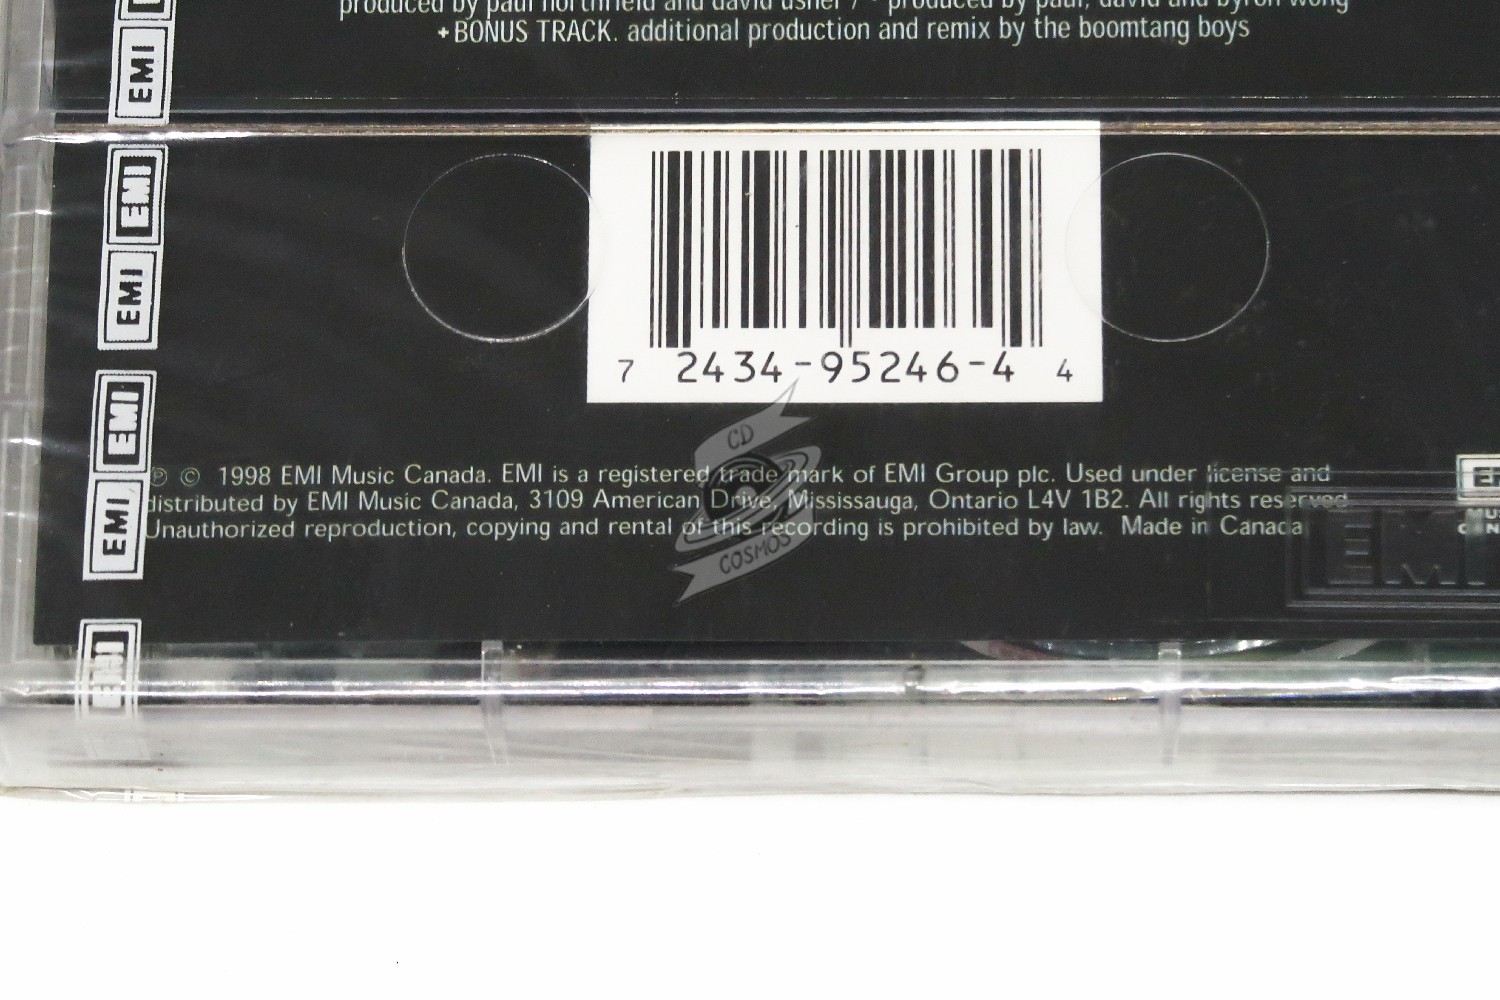 produced by paul northfield and david usher / * produced by paul, david and byron wong
+BONUS TRACK. additional production and remix by the boomtang boys
7 2434-95246-4 4
℗ © 1998 EMI Music Canada. EMI is a registered trade mark of EMI Group plc. Used under license and
distributed by EMI Music Canada, 3109 American Drive, Mississauga, Ontario L4V 1B2. All rights reserved
Unauthorized reproduction, copying and rental of this recording is prohibited by law. Made in Canada
EMI
EMI
EMI
EMI
EMI
EMI
EMI
CD
COSMOS